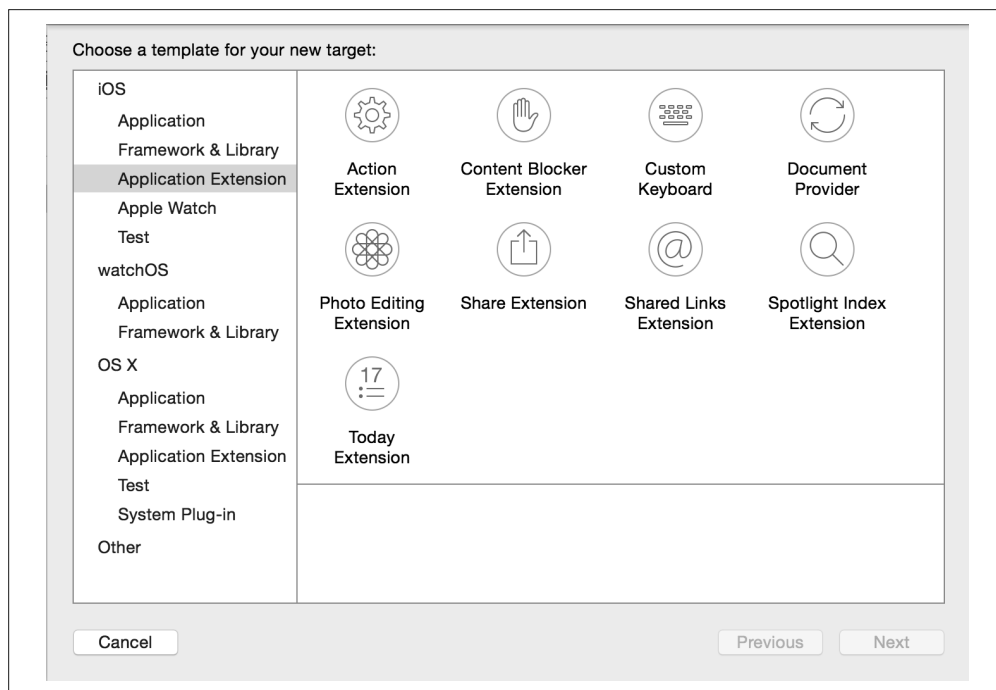 Choose a template for your new target:
iOS
Application
Framework & Library
Application Extension
Apple Watch
Test
watchOS
Application
Framework & Library
OS X
Application
Framework & Library
Application Extension
Test
System Plug-in
Other
Action
Extension
Content Blocker
Extension
Custom
Keyboard
Document
Provider
Photo Editing
Extension
Share Extension
Shared Links
Extension
Spotlight Index
Extension
17
Today
Extension
Cancel
Previous
Next